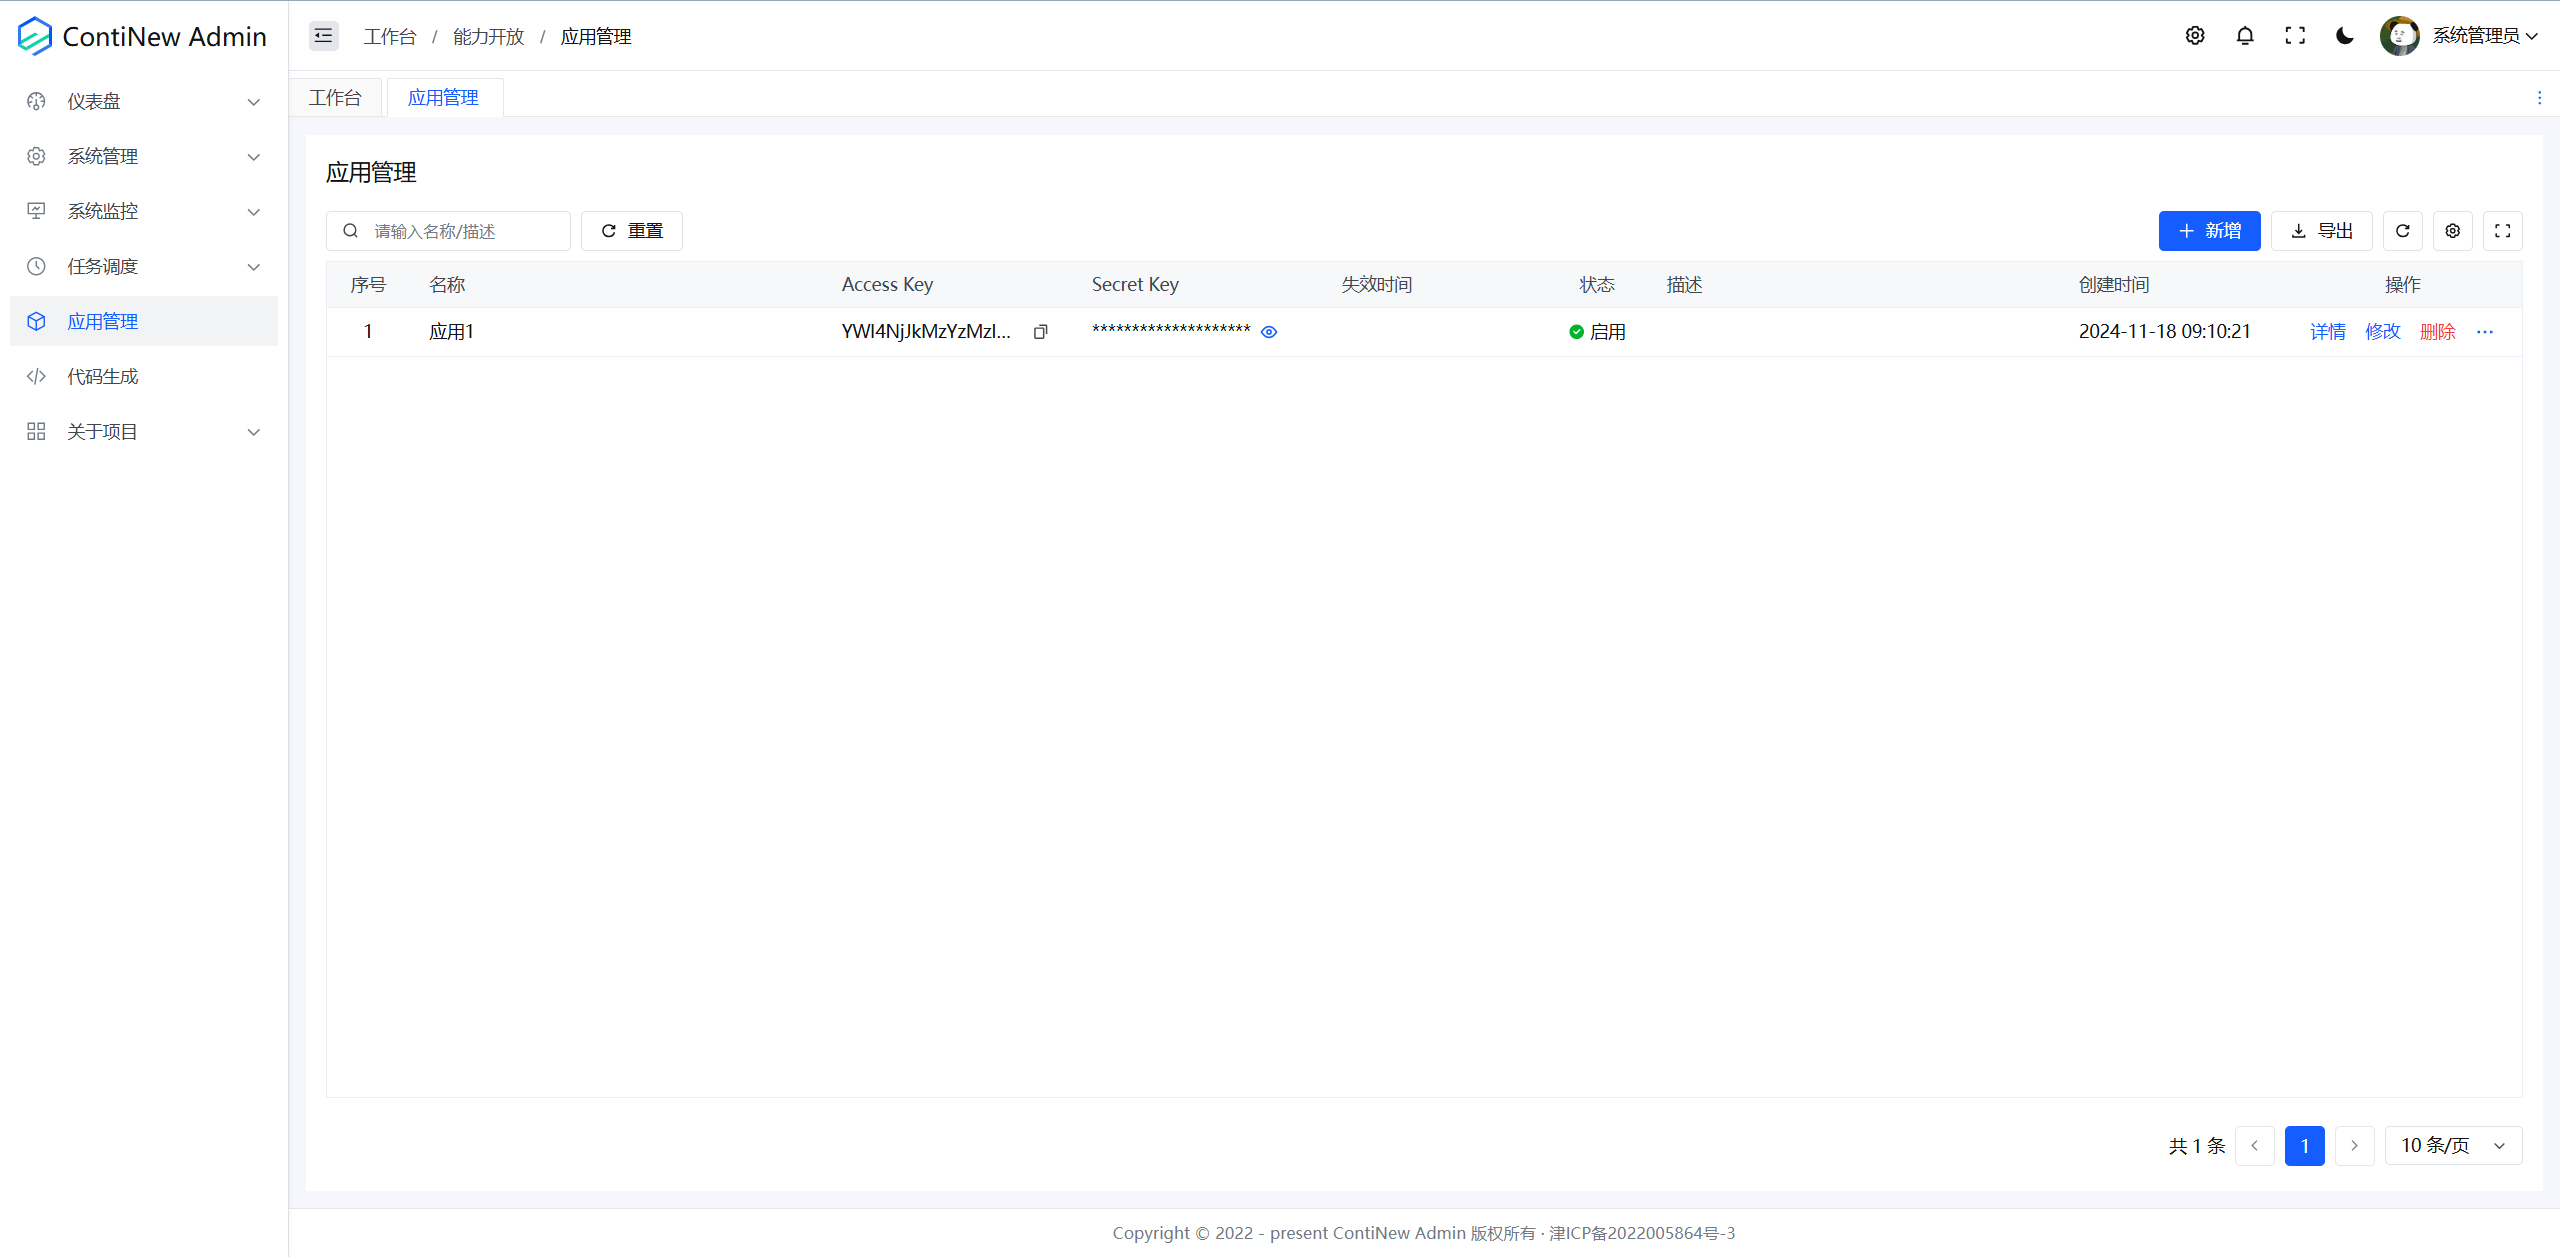 ContiNew Admin
工作台 / 能力开放 / 应用管理
系统管理员
仪表盘
系统管理
系统监控
任务调度
应用管理
代码生成
关于项目
工作台
应用管理
应用管理
请输入名称/描述
重置
新增
导出
序号 名称 Access Key Secret Key 失效时间 状态 描述 创建时间 操作
1 应用1 YWI4NjJkMzYzMzI... ******************** 启用 2024-11-18 09:10:21 详情 修改 删除 ...
共 1 条 1 10 条/页
Copyright © 2022 - present ContiNew Admin 版权所有 · 津ICP备2022005864号-3